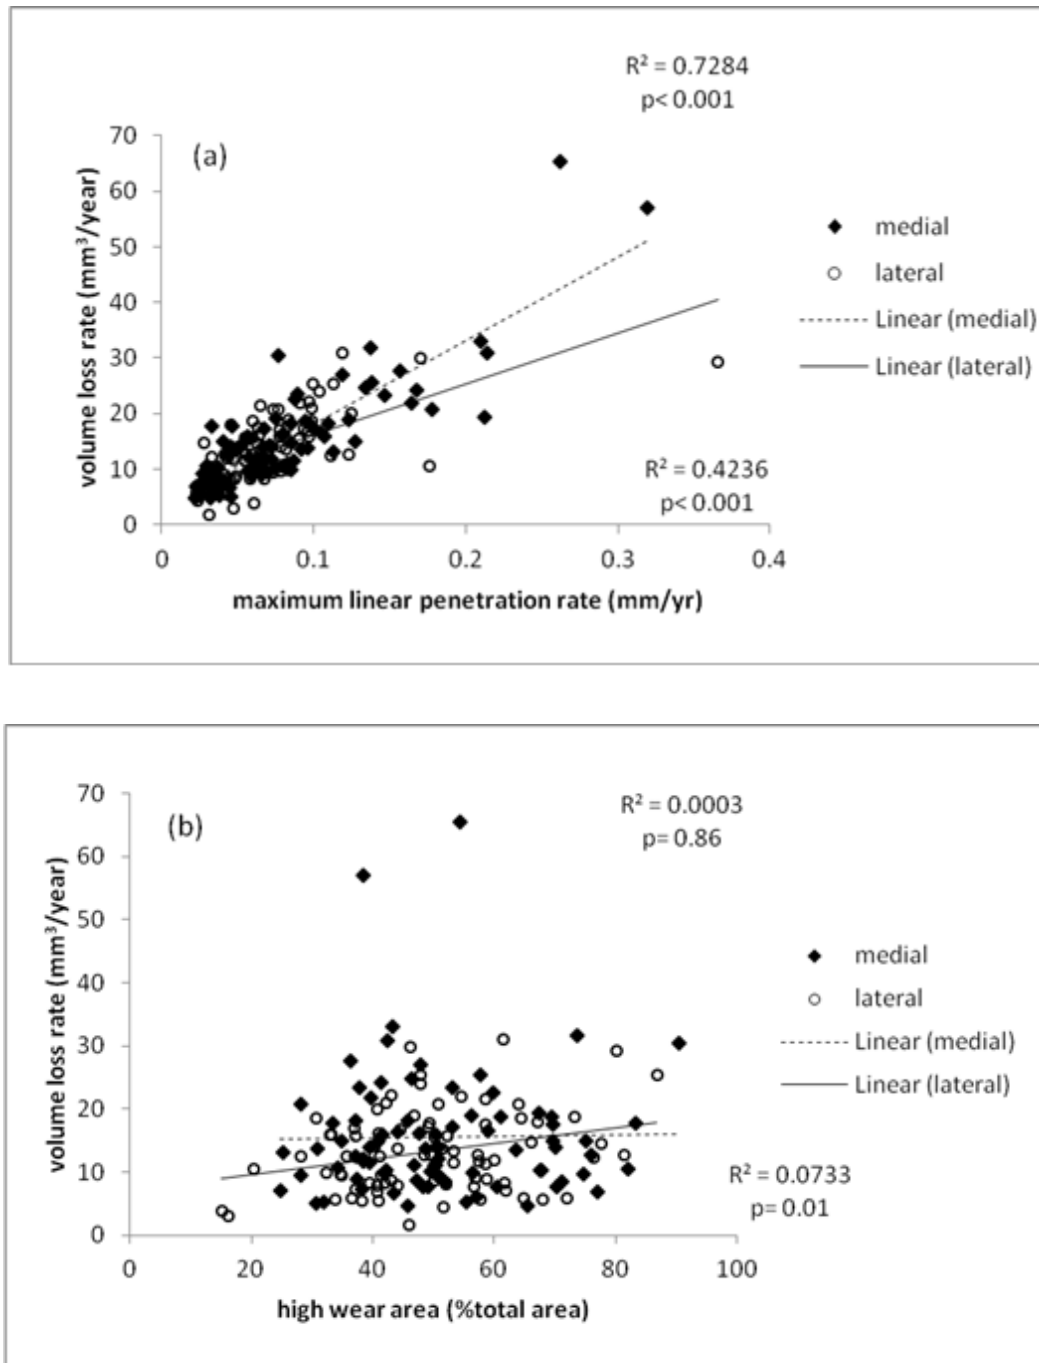 R² = 0.7284
p< 0.001
(a)
volume loss rate (mm³/year)
70
60
50
40
30
20
10
0
0
0.1
0.2
0.3
0.4
maximum linear penetration rate (mm/yr)
medial
lateral
Linear (medial)
Linear (lateral)
R² = 0.4236
p< 0.001
R² = 0.0003
p= 0.86
(b)
volume loss rate (mm³/year)
70
60
50
40
30
20
10
0
0
20
40
60
80
100
high wear area (%total area)
medial
lateral
Linear (medial)
Linear (lateral)
R² = 0.0733
p= 0.01